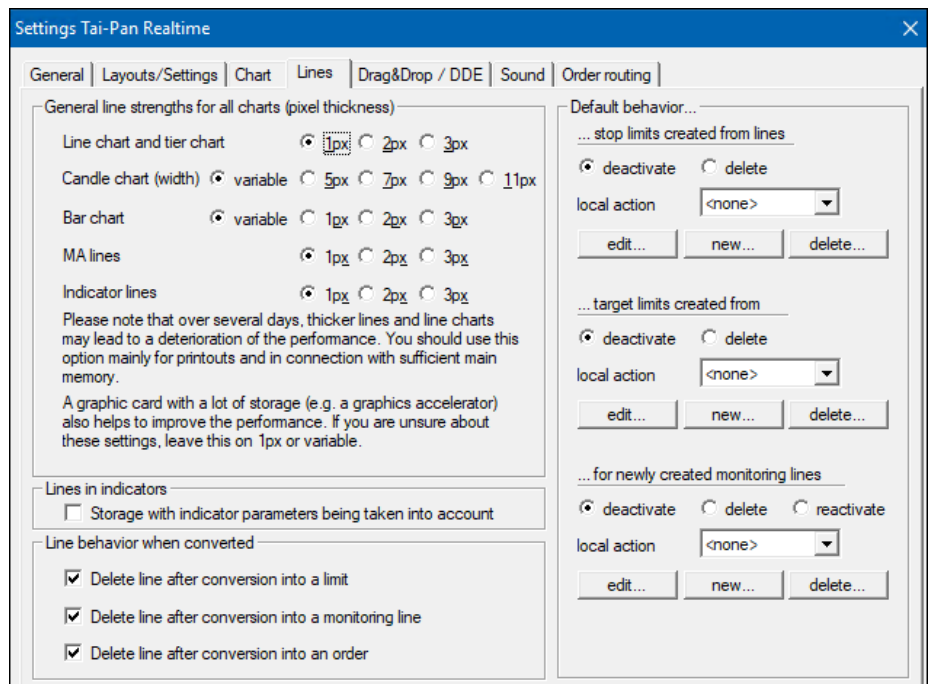 Settings Tai-Pan Realtime
General Layouts/Settings Chart Lines Drag&Drop / DDE Sound Order routing
General line strengths for all charts (pixel thickness)
Line chart and tier chart 1px 2px 3px
Candle chart (width) variable 5px 7px 9px 11px
Bar chart variable 1px 2px 3px
MA lines 1px 2px 3px
Indicator lines 1px 2px 3px
Please note that over several days, thicker lines and line charts
may lead to a deterioration of the performance. You should use this
option mainly for printouts and in connection with sufficient main
memory.
A graphic card with a lot of storage (e.g. a graphics accelerator)
also helps to improve the performance. If you are unsure about
these settings, leave this on 1px or variable.
Lines in indicators
Storage with indicator parameters being taken into account
Line behavior when converted
Delete line after conversion into a limit
Delete line after conversion into a monitoring line
Delete line after conversion into an order
Default behavior...
... stop limits created from lines
deactivate delete
local action <none>
edit... new... delete...
... target limits created from
deactivate delete
local action <none>
edit... new... delete...
... for newly created monitoring lines
deactivate delete reactivate
local action <none>
edit... new... delete...